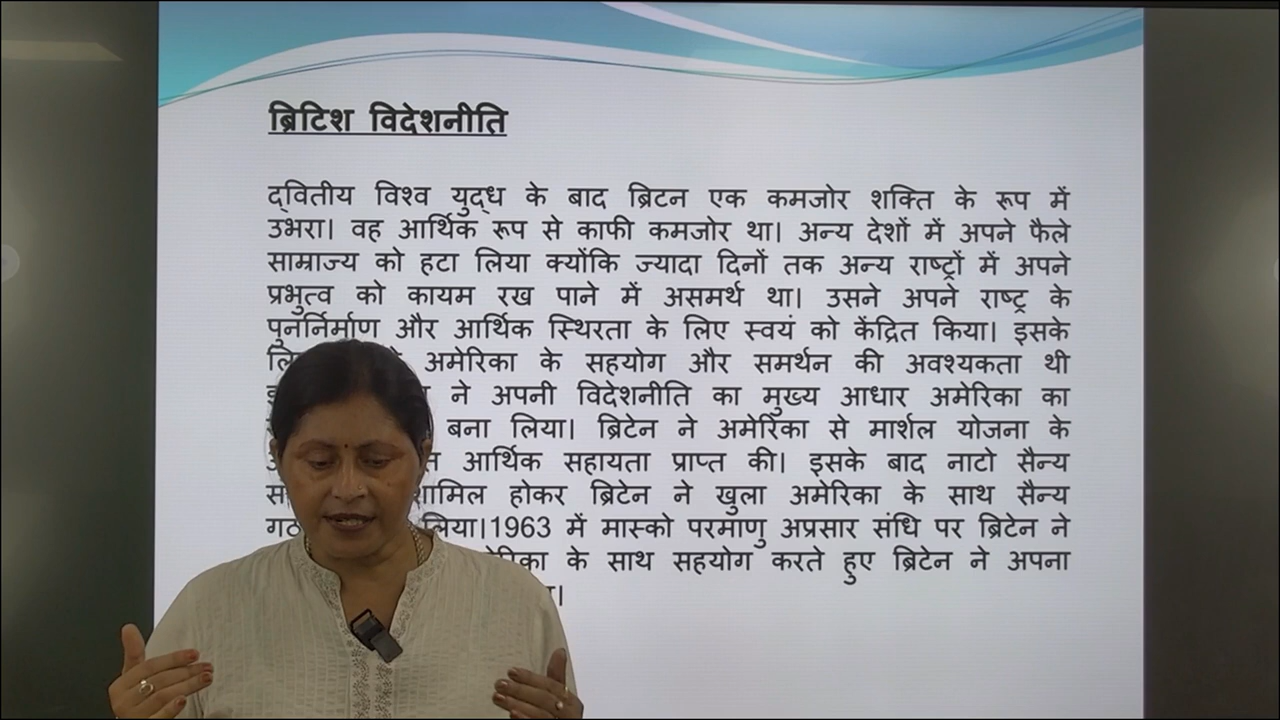 ब्रिटिश विदेशनीति
द्वितीय विश्व युद्ध के बाद ब्रिटन एक कमजोर शक्ति के रूप में
उभरा। वह आर्थिक रूप से काफी कमजोर था। अन्य देशों में अपने फैले
साम्राज्य को हटा लिया क्योंकि ज्यादा दिनों तक अन्य राष्ट्रों में अपने
प्रभुत्व को कायम रख पाने में असमर्थ था। उसने अपने राष्ट्र के
पुनर्निर्माण और आर्थिक स्थिरता के लिए स्वयं को केंद्रित किया। इसके
अमेरिका के सहयोग और समर्थन की अवश्यकता थी
ने अपनी विदेशनीति का मुख्य आधार अमेरिका का
बना लिया। ब्रिटेन ने अमेरिका से मार्शल योजना के
आर्थिक सहायता प्राप्त की। इसके बाद नाटो सैन्य
शामिल होकर ब्रिटेन ने खुला अमेरिका के साथ सैन्य
लिया।1963 में मास्को परमाणु अप्रसार संधि पर ब्रिटेन ने
के साथ सहयोग करते हुए ब्रिटेन ने अपना